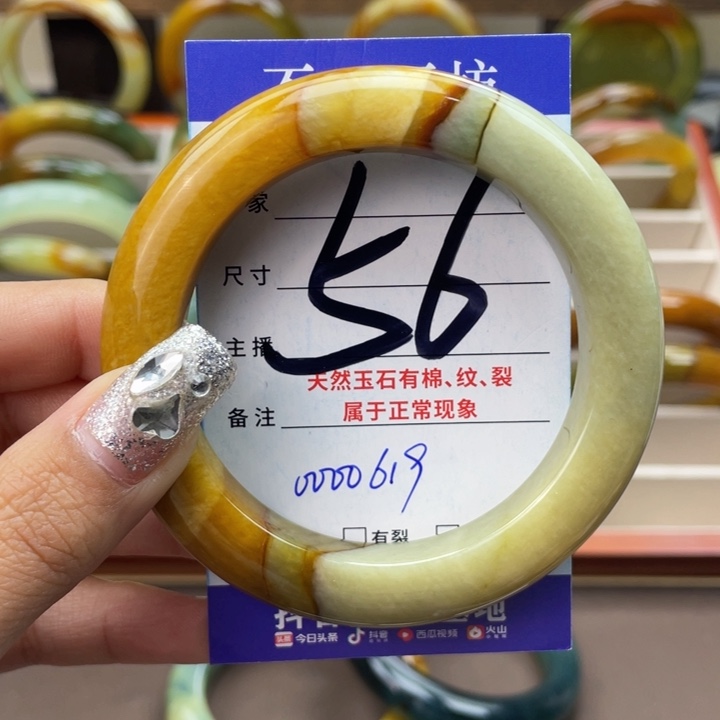 家
尺寸
56
主播
天然玉石有棉、纹、裂
属于正常现象
备注
0000619
有裂
今日头条 抖音 西瓜视频 火山